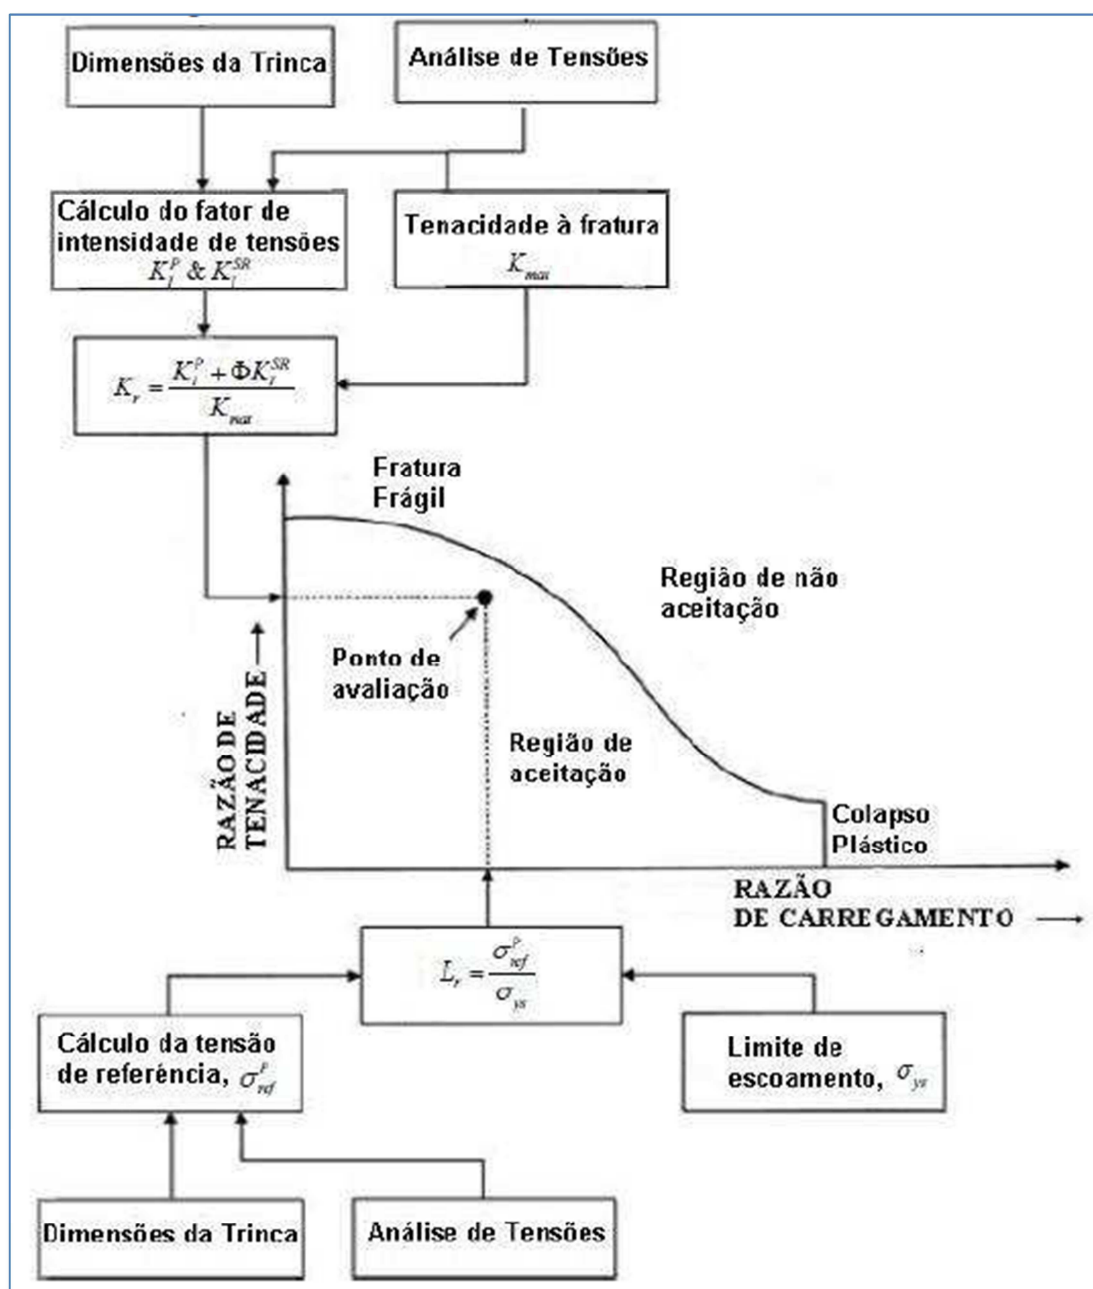 Dimensões da Trinca
Análise de Tensões
Cálculo do fator de
intensidade de tensões
K_I^P & K_I^SR
Tenacidade à fratura
K_mat
K_r = (K_I^P + ΦK_I^SR) / K_mat
Fratura
Frágil
Região de não
aceitação
Ponto de
avaliação
RAZÃO DE
TENACIDADE
Região de
aceitação
Colapso
Plástico
RAZÃO
DE CARREGAMENTO
L_r = σ_ref^P / σ_ys
Cálculo da tensão
de referência, σ_ref^P
Limite de
escoamento, σ_ys
Dimensões da Trinca
Análise de Tensões